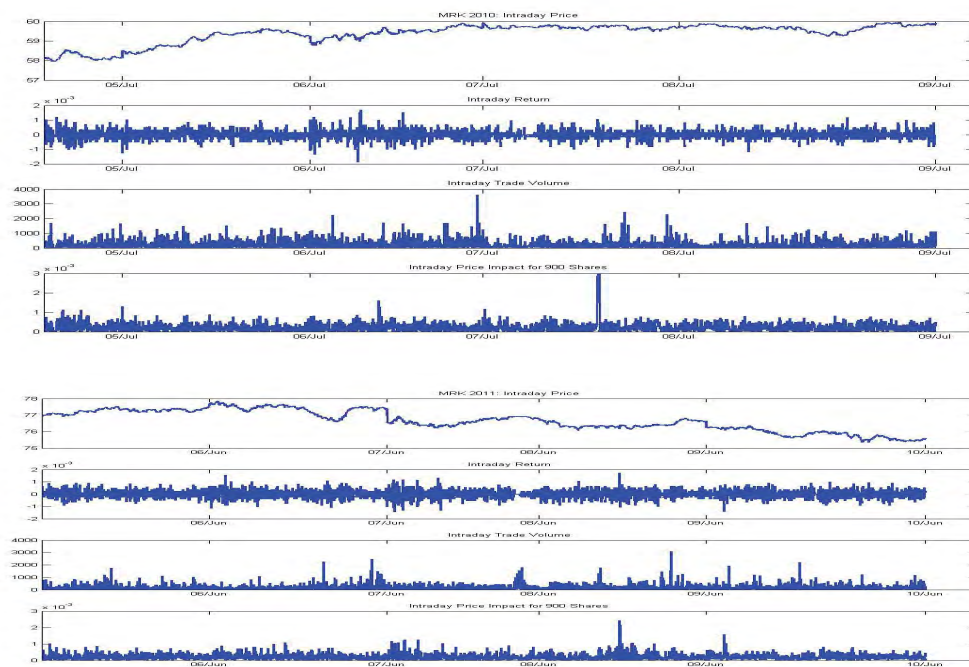 MRK 2010: Intraday Price
60
59
58
57
05/Jul 06/Jul 07/Jul 08/Jul 09/Jul
x 10⁻³ Intraday Return
2
1
0
-1
-2
05/Jul 06/Jul 07/Jul 08/Jul 09/Jul
Intraday Trade Volume
4000
3000
2000
1000
0
05/Jul 06/Jul 07/Jul 08/Jul 09/Jul
x 10⁻³ Intraday Price Impact for 900 Shares
3
2
1
0
05/Jul 06/Jul 07/Jul 08/Jul 09/Jul
MRK 2011: Intraday Price
78
77
76
75
06/Jun 07/Jun 08/Jun 09/Jun 10/Jun
x 10⁻³ Intraday Return
2
1
0
-1
-2
06/Jun 07/Jun 08/Jun 09/Jun 10/Jun
Intraday Trade Volume
4000
3000
2000
1000
0
06/Jun 07/Jun 08/Jun 09/Jun 10/Jun
x 10⁻³ Intraday Price Impact for 900 Shares
3
2
1
0
06/Jun 07/Jun 08/Jun 09/Jun 10/Jun